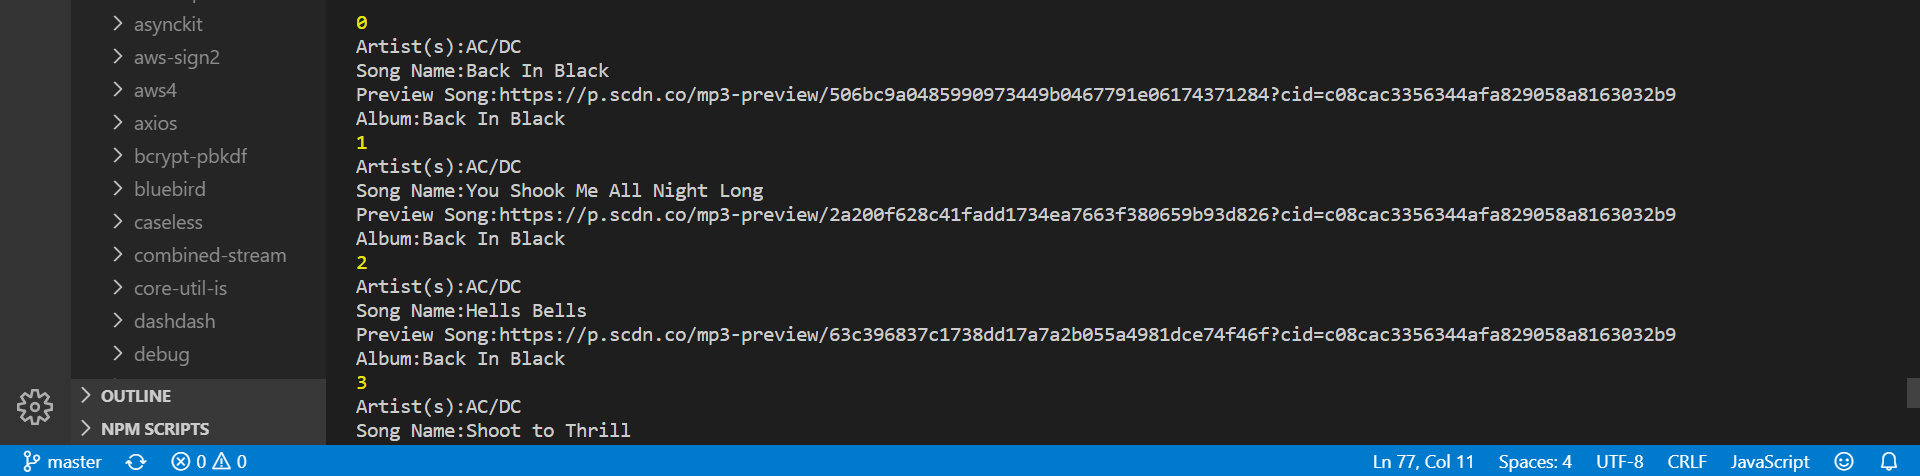 asynckit
aws-sign2
aws4
axios
bcrypt-pbkdf
bluebird
caseless
combined-stream
core-util-is
dashdash
debug
OUTLINE
NPM SCRIPTS
0
Artist(s):AC/DC
Song Name:Back In Black
Preview Song:https://p.scdn.co/mp3-preview/506bc9a0485990973449b0467791e06174371284?cid=c08cac3356344afa829058a8163032b9
Album:Back In Black
1
Artist(s):AC/DC
Song Name:You Shook Me All Night Long
Preview Song:https://p.scdn.co/mp3-preview/2a200f628c41fadd1734ea7663f380659b93d826?cid=c08cac3356344afa829058a8163032b9
Album:Back In Black
2
Artist(s):AC/DC
Song Name:Hells Bells
Preview Song:https://p.scdn.co/mp3-preview/63c396837c1738dd17a7a2b055a4981dce74f46f?cid=c08cac3356344afa829058a8163032b9
Album:Back In Black
3
Artist(s):AC/DC
Song Name:Shoot to Thrill
master 0 0 Ln 77, Col 11 Spaces: 4 UTF-8 CRLF JavaScript